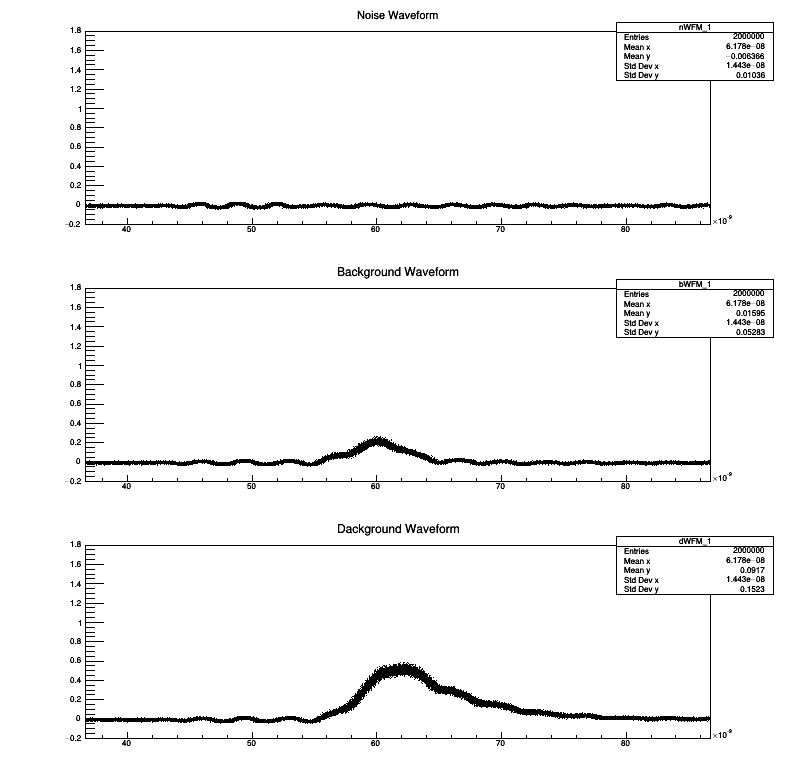 Noise Waveform
nWFM_1
Entries 2000000
Mean x 6.178e−08
Mean y −0.006366
Std Dev x 1.443e−08
Std Dev y 0.01036
1.8
1.6
1.4
1.2
1
0.8
0.6
0.4
0.2
0
−0.2
40 50 60 70 80 ×10⁻⁹
Background Waveform
bWFM_1
Entries 2000000
Mean x 6.178e−08
Mean y 0.01595
Std Dev x 1.443e−08
Std Dev y 0.05283
1.8
1.6
1.4
1.2
1
0.8
0.6
0.4
0.2
0
−0.2
40 50 60 70 80 ×10⁻⁹
Dackground Waveform
dWFM_1
Entries 2000000
Mean x 6.178e−08
Mean y 0.0917
Std Dev x 1.443e−08
Std Dev y 0.1523
1.8
1.6
1.4
1.2
1
0.8
0.6
0.4
0.2
0
−0.2
40 50 60 70 80 ×10⁻⁹